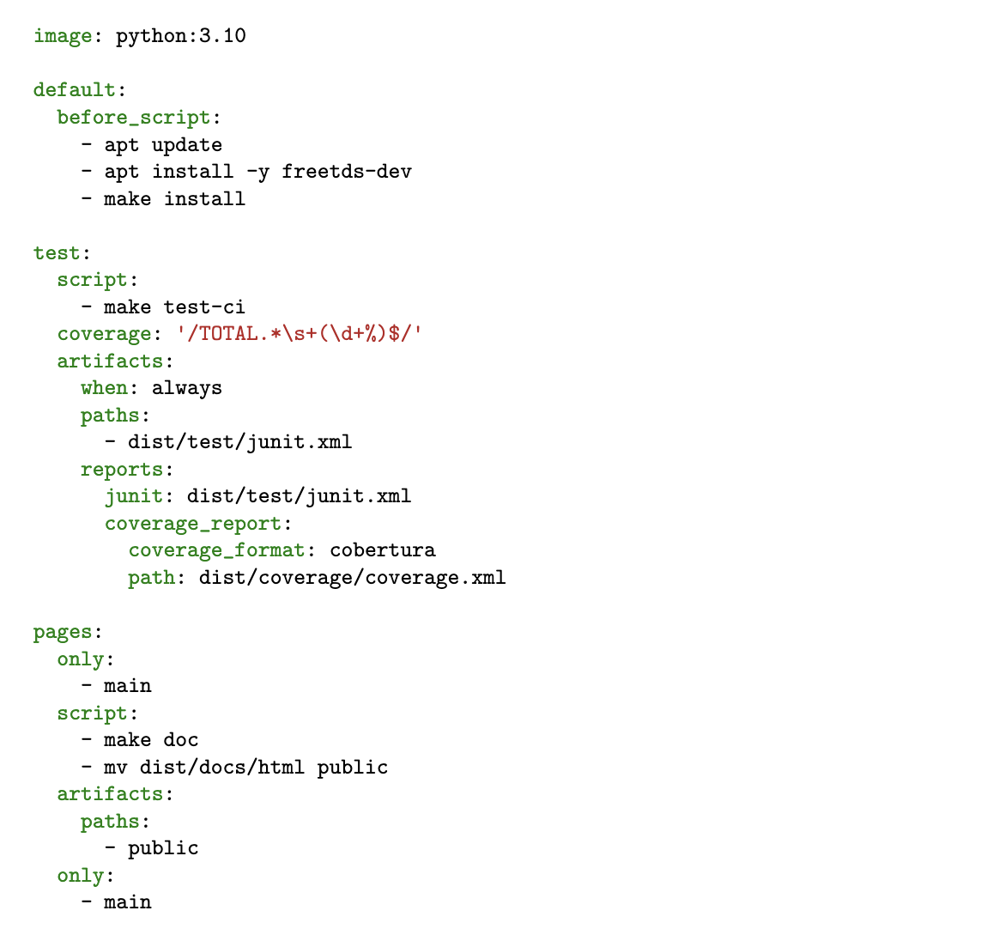 image: python:3.10

default:
  before_script:
    - apt update
    - apt install -y freetds-dev
    - make install

test:
  script:
    - make test-ci
  coverage: '/TOTAL.*\s+(\d+%)$/'
  artifacts:
    when: always
    paths:
      - dist/test/junit.xml
    reports:
      junit: dist/test/junit.xml
      coverage_report:
        coverage_format: cobertura
        path: dist/coverage/coverage.xml

pages:
  only:
    - main
  script:
    - make doc
    - mv dist/docs/html public
  artifacts:
    paths:
      - public
  only:
    - main